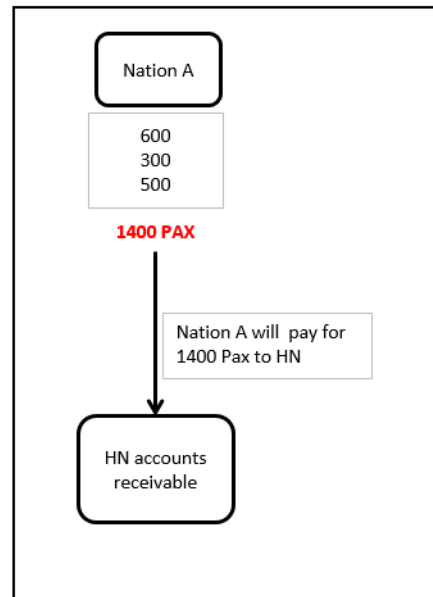 Nation A
600
300
500
1400 PAX
Nation A will pay for
1400 Pax to HN
HN accounts
receivable